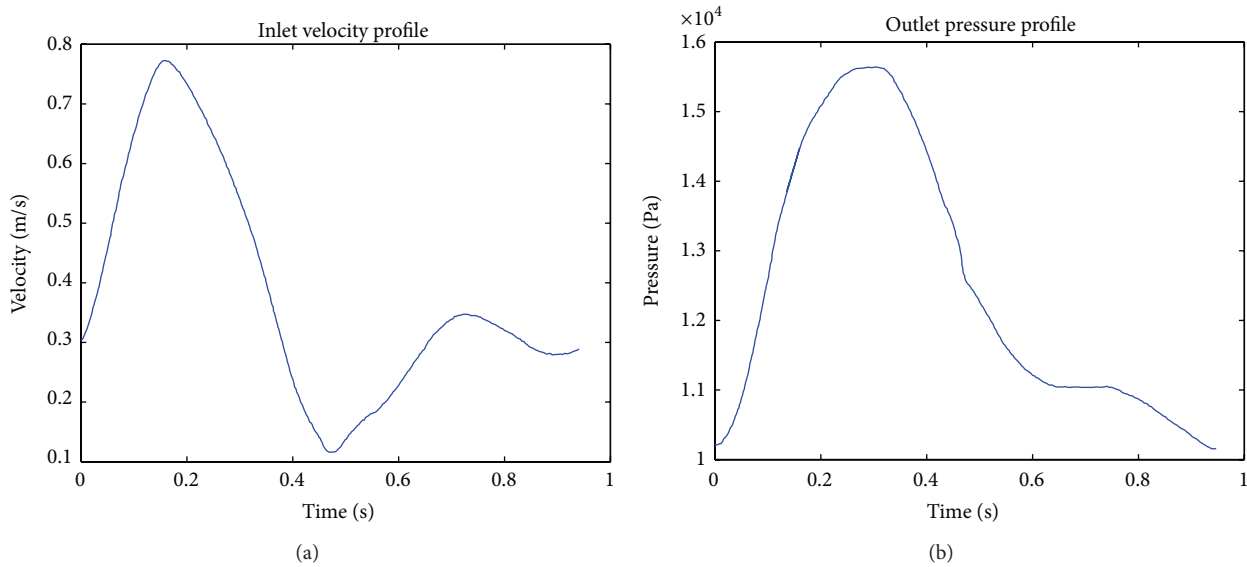 Inlet velocity profile
0.8
0.7
0.6
0.5
0.4
0.3
0.2
0.1
Velocity (m/s)
0 0.2 0.4 0.6 0.8 1
Time (s)
(a)
×10⁴
Outlet pressure profile
1.6
1.5
1.4
1.3
1.2
1.1
1
Pressure (Pa)
0 0.2 0.4 0.6 0.8 1
Time (s)
(b)